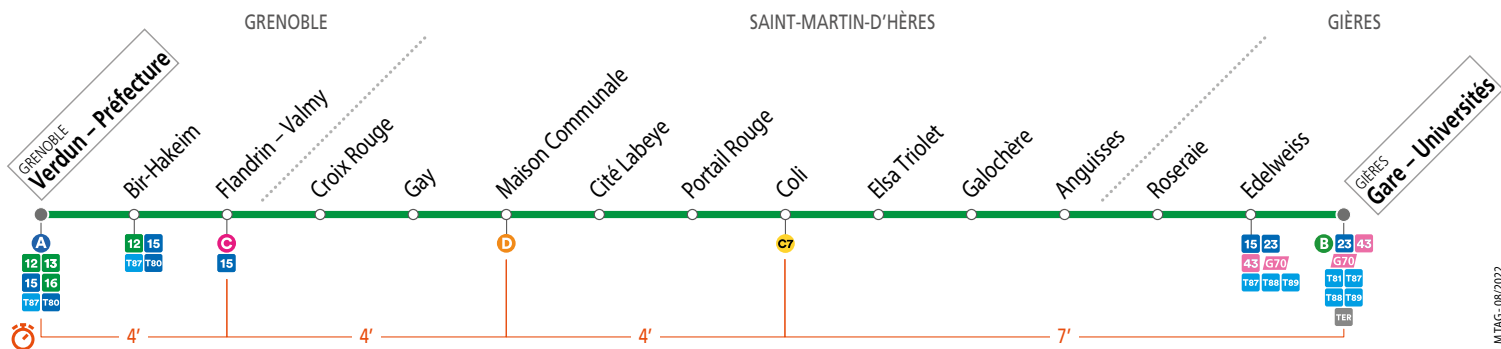 GRENOBLE
SAINT-MARTIN-D’HÈRES
GIÈRES
GRENOBLE
Verdun – Préfecture
Bir-Hakeim
Flandrin – Valmy
Croix Rouge
Gay
Maison Communale
Cité Labeye
Portail Rouge
Coli
Elsa Triolet
Galochère
Anguisses
Roseraie
Edelweiss
GIÈRES
Gare – Universités
A
12 13
15 16
T87 T80
12 15
T87 T80
C
15
D
C7
15 23
43 G70
T87 T88 T89
B 23 43
G70
T81 T87
T88 T89
TER
4’
4’
4’
7’
M TAG - 08/2022